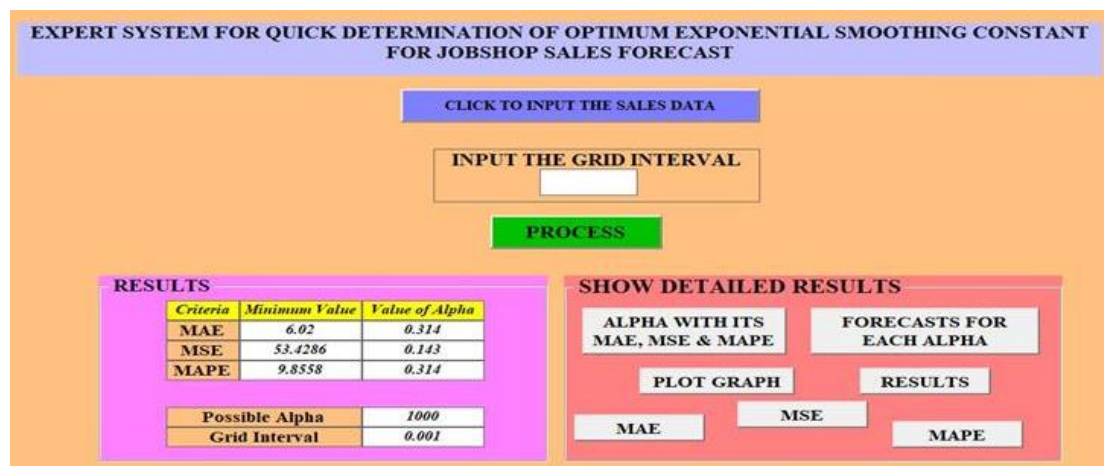 EXPERT SYSTEM FOR QUICK DETERMINATION OF OPTIMUM EXPONENTIAL SMOOTHING CONSTANT
FOR JOBSHOP SALES FORECAST
CLICK TO INPUT THE SALES DATA
INPUT THE GRID INTERVAL
PROCESS
RESULTS
Criteria Minimum Value Value of Alpha
MAE 6.02 0.314
MSE 53.4286 0.143
MAPE 9.8558 0.314
Possible Alpha 1000
Grid Interval 0.001
SHOW DETAILED RESULTS
ALPHA WITH ITS
MAE, MSE & MAPE
FORECASTS FOR
EACH ALPHA
PLOT GRAPH
RESULTS
MAE
MSE
MAPE